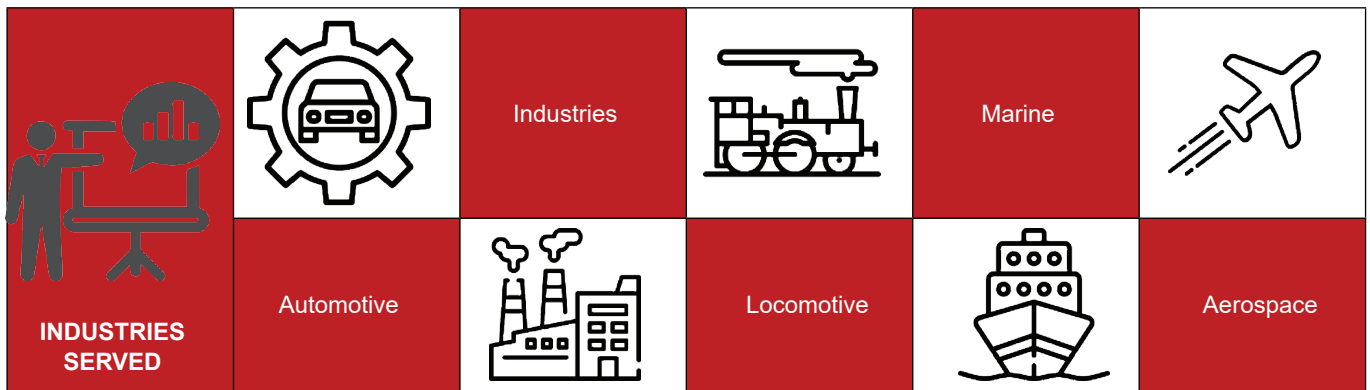 Industries
Marine
Automotive
Locomotive
Aerospace
INDUSTRIES
SERVED